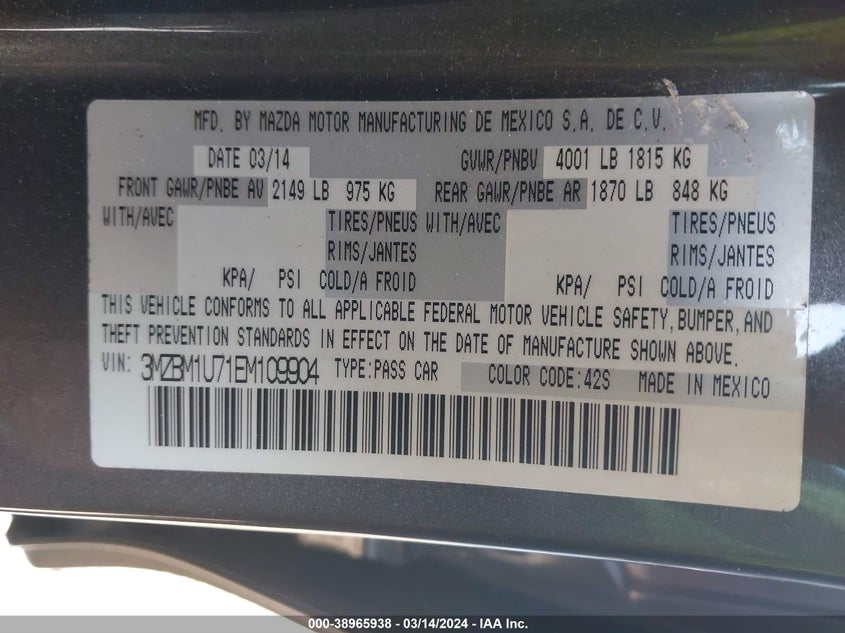 MFD. BY MAZDA MOTOR MANUFACTURING DE MEXICO S.A. DE C.V.
DATE 03/14 GVWR/PNBV 4001 LB 1815 KG
FRONT GAWR/PNBE AV 2149 LB 975 KG REAR GAWR/PNBE AR 1870 LB 848 KG
WITH/AVEC TIRES/PNEUS WITH/AVEC TIRES/PNEUS
RIMS/JANTES RIMS/JANTES
KPA/ PSI COLD/A FROID KPA/ PSI COLD/A FROID
THIS VEHICLE CONFORMS TO ALL APPLICABLE FEDERAL MOTOR VEHICLE SAFETY, BUMPER, AND
THEFT PREVENTION STANDARDS IN EFFECT ON THE DATE OF MANUFACTURE SHOWN ABOVE.
VIN: 3MZBM1U71EM109904 TYPE:PASS CAR COLOR CODE:42S MADE IN MEXICO
000-38965938 - 03/14/2024 - IAA Inc.